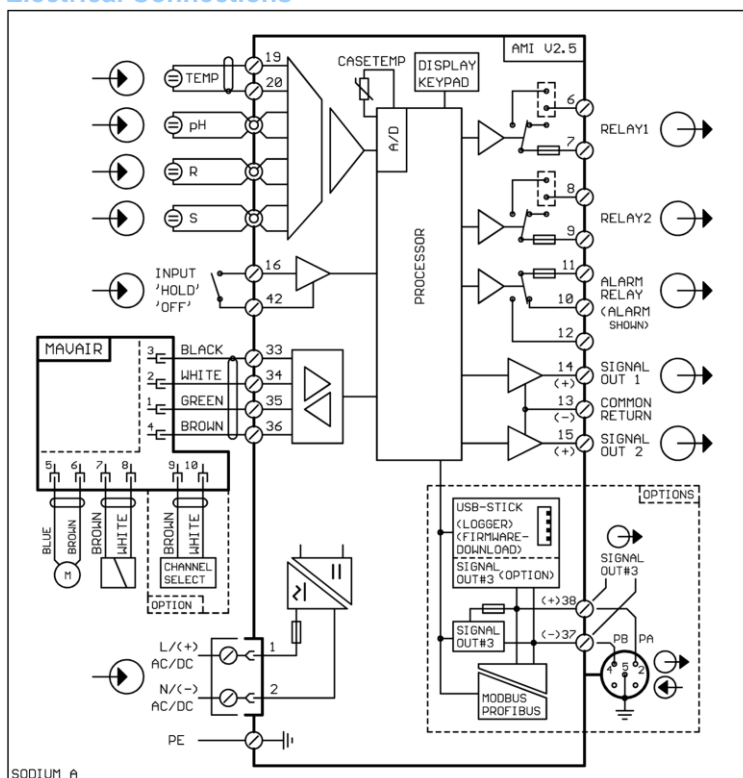 Electrical Connections
AMI V2.5
19
TEMP
20
pH
R
S
CASETEMP
DISPLAY
KEYPAD
A/D
PROCESSOR
6
RELAY1
7
8
RELAY2
9
INPUT
'HOLD'
'OFF'
16
42
11
ALARM
RELAY
10
(ALARM
SHOWN)
12
MAVAIR
3 BLACK 33
2 WHITE 34
1 GREEN 35
4 BROWN 36
14
(+)
SIGNAL
OUT 1
13
(-)
COMMON
RETURN
15
(+)
SIGNAL
OUT 2
5 6 7 8 9 10
BLUE
BROWN
BROWN
WHITE
BROWN
WHITE
M
CHANNEL
SELECT
OPTION
OPTIONS
USB-STICK
(LOGGER)
(FIRMWARE-
DOWNLOAD)
SIGNAL
OUT#3 (OPTION)
SIGNAL
OUT#3
(+)38
SIGNAL
OUT#3
(-)37
PB PA
4 5 2
MODBUS
PROFIBUS
L/(+)
AC/DC
1
N/(-)
AC/DC
2
PE
SODIUM A